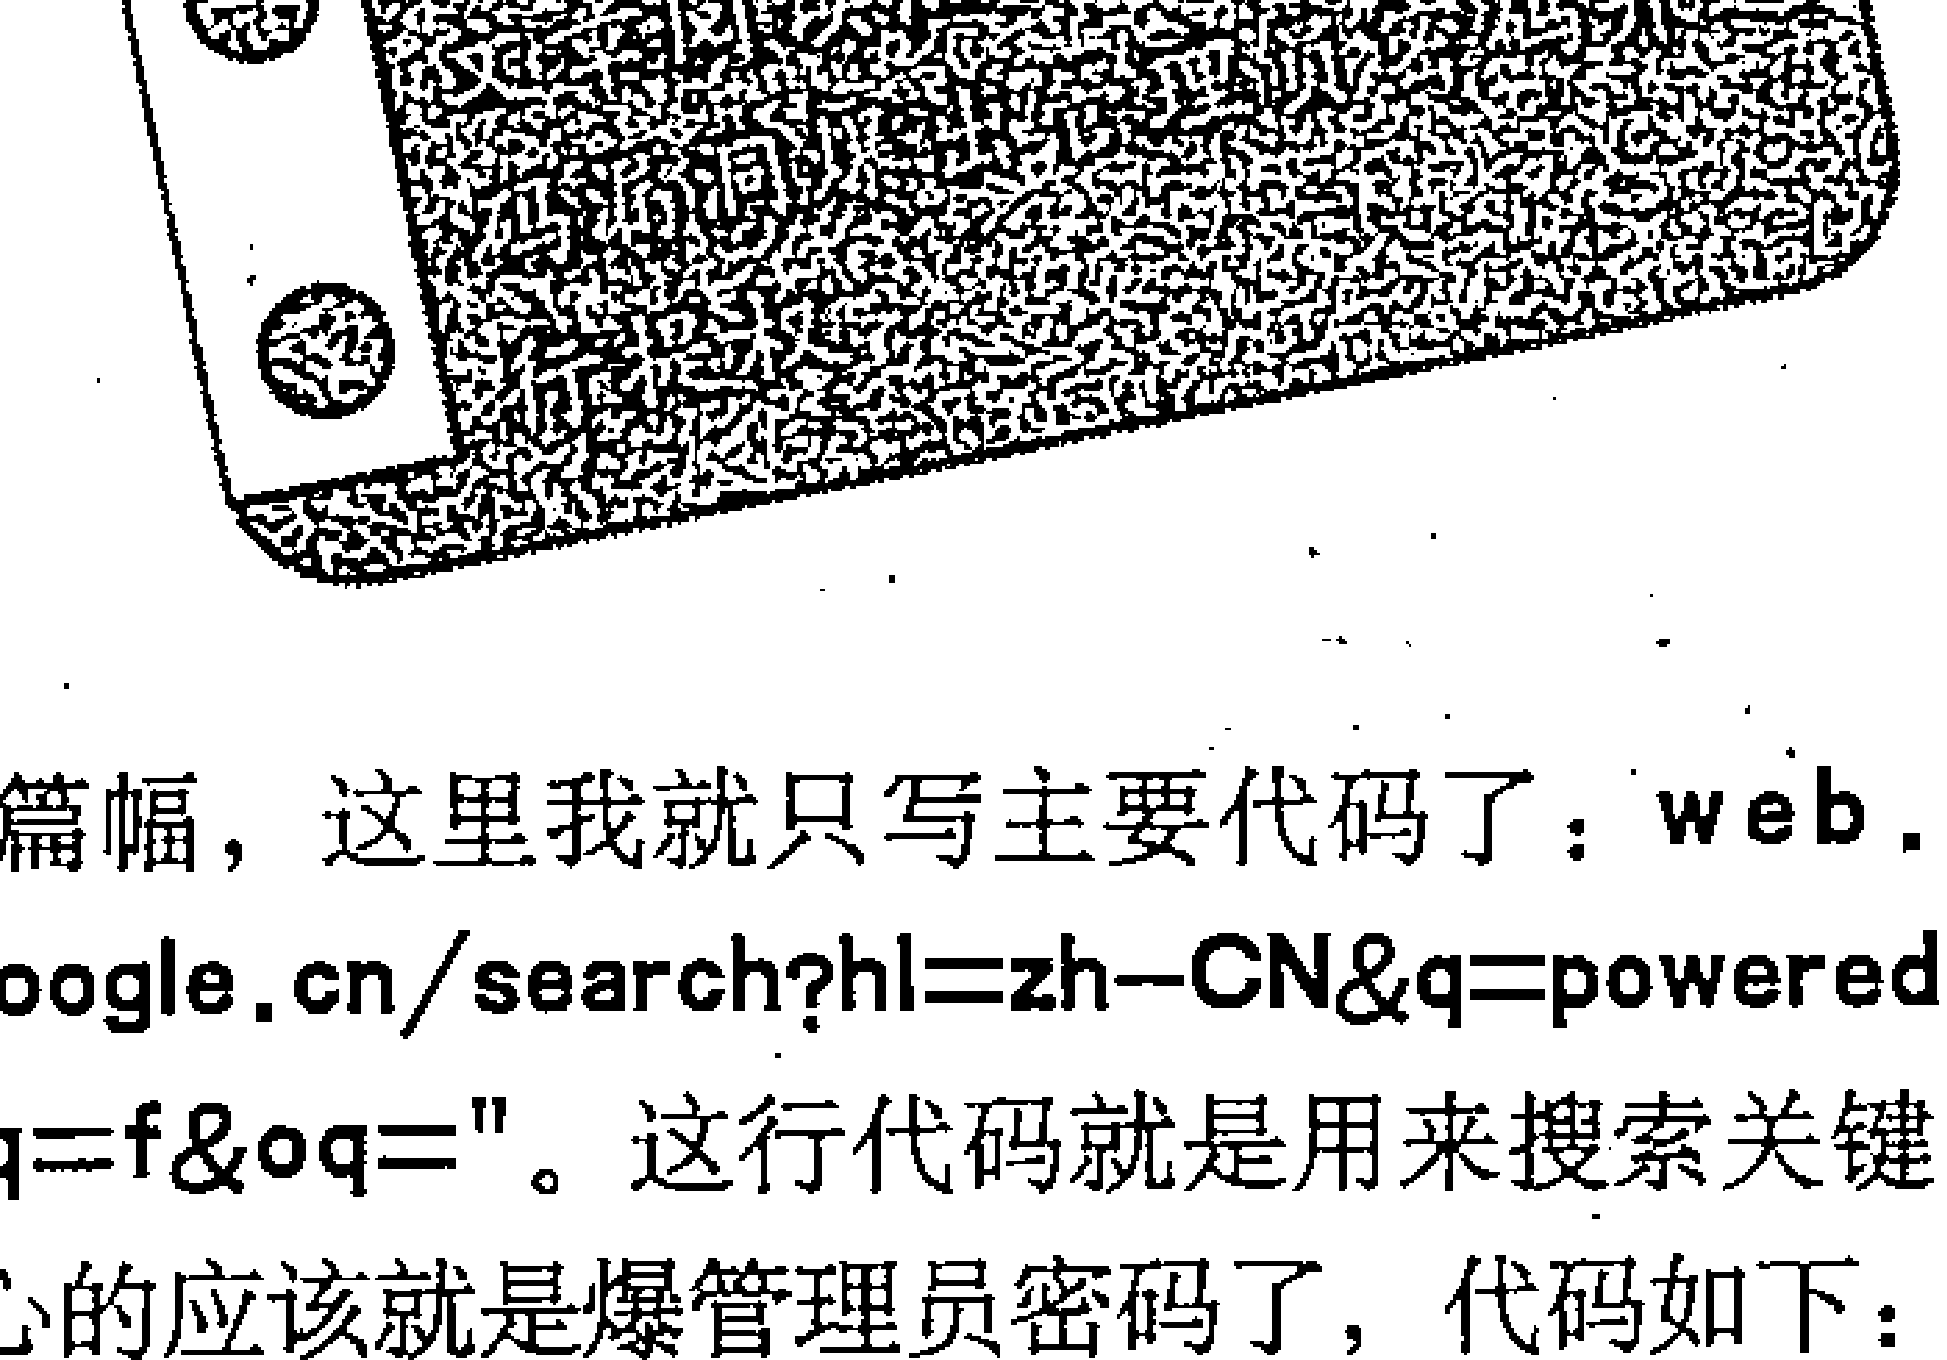 篇幅，这里我就只写主要代码了：web.
oogle.cn/search?hl=zh-CN&q=powered
q=f&oq="。这行代码就是用来搜索关键
心的应该就是爆管理员密码了，代码如下：